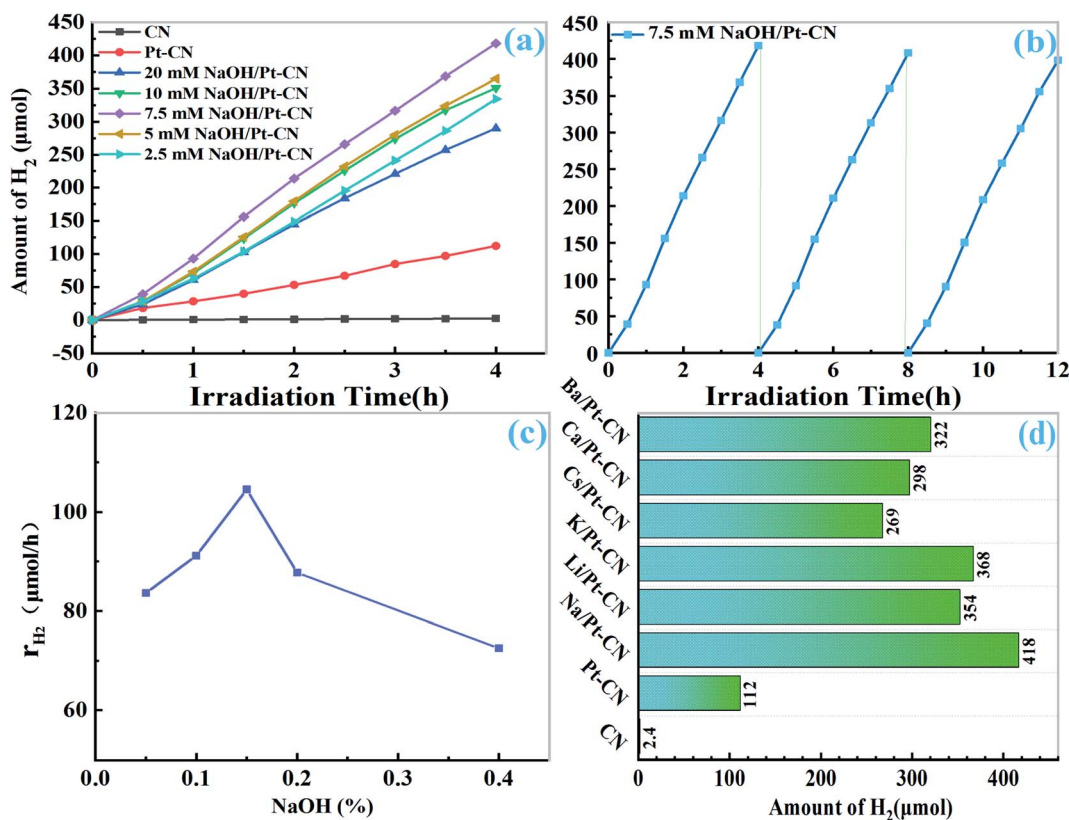 (a)
CN
Pt-CN
20 mM NaOH/Pt-CN
10 mM NaOH/Pt-CN
7.5 mM NaOH/Pt-CN
5 mM NaOH/Pt-CN
2.5 mM NaOH/Pt-CN
Amount of H2 (μmol)
450
400
350
300
250
200
150
100
50
0
-50
0 1 2 3 4
Irradiation Time(h)
(b)
7.5 mM NaOH/Pt-CN
450
400
350
300
250
200
150
100
50
0
0 2 4 6 8 10 12
Irradiation Time(h)
(c)
rH2 (μmol/h)
120
100
80
60
0.0 0.1 0.2 0.3 0.4
NaOH (%)
(d)
Ba/Pt-CN 322
Ca/Pt-CN 298
Cs/Pt-CN 269
K/Pt-CN 368
Li/Pt-CN 354
Na/Pt-CN 418
Pt-CN 112
CN 2.4
0 100 200 300 400
Amount of H2(μmol)